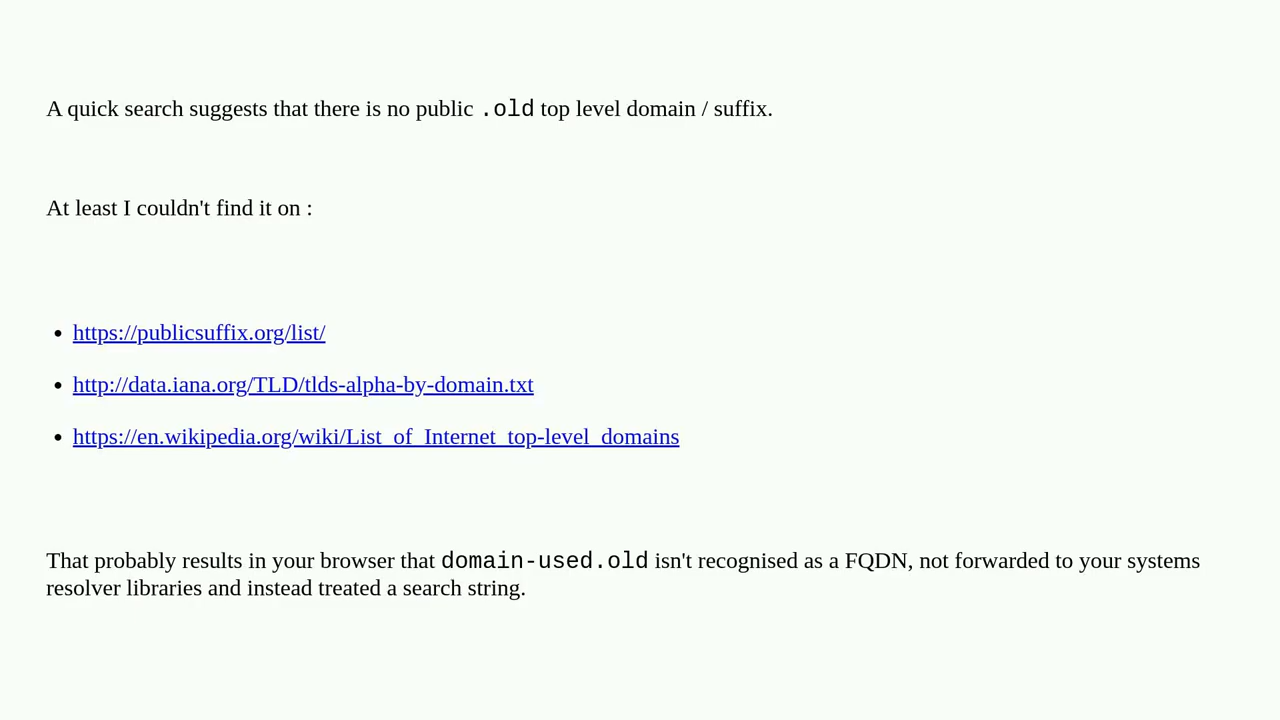 A quick search suggests that there is no public .old top level domain / suffix.
At least I couldn't find it on :
• https://publicsuffix.org/list/
• http://data.iana.org/TLD/tlds-alpha-by-domain.txt
• https://en.wikipedia.org/wiki/List_of_Internet_top-level_domains
That probably results in your browser that domain-used.old isn't recognised as a FQDN, not forwarded to your systems
resolver libraries and instead treated a search string.